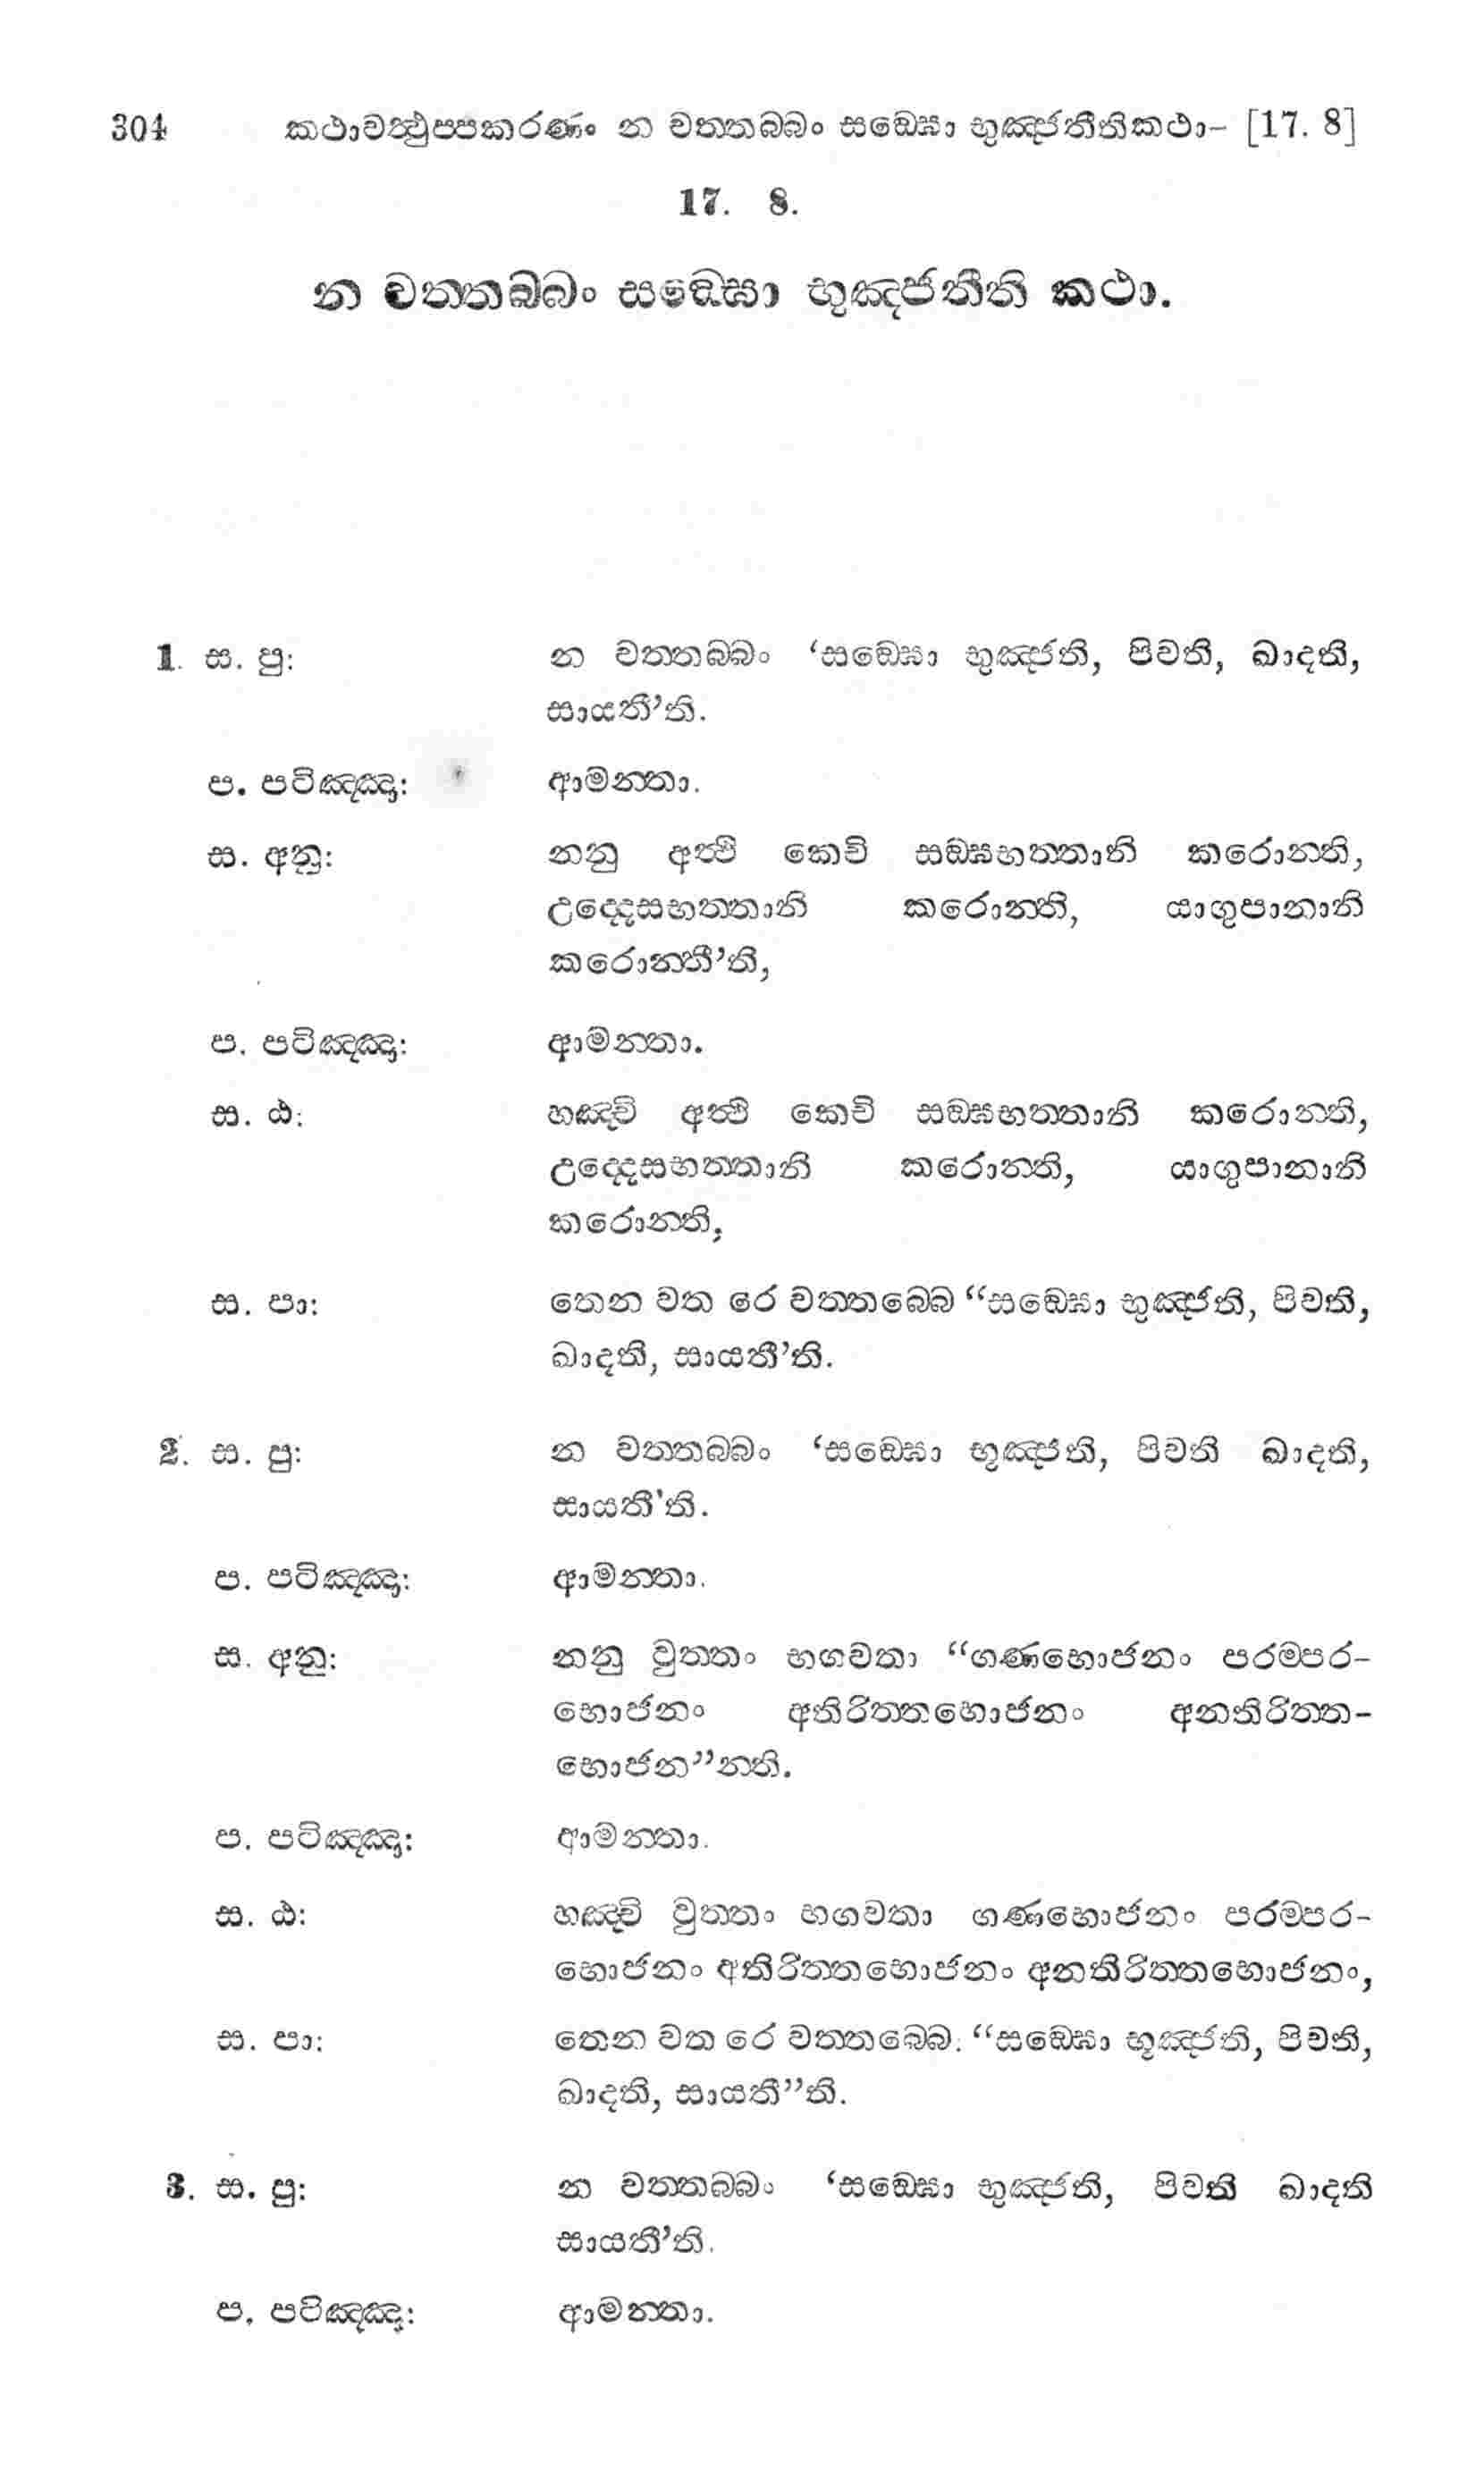 304 කථාවත්‍ථුප‍්පකරණං න වත‍්තබ‍්බං සඞ‍්ඝො භුඤ‍්ජතීතිකථා- [17. 8]
17. 8.
න වත‍්තබ‍්බං සඞ‍්ඝො භුඤ‍්ජතීති කථා.
1. ස. පු: න වත‍්තබ‍්බං ‘සඞ‍්ඝො භුඤ‍්ජති, පිවති, ඛාදති,
සායතී’ති.
ප. පටිඤ‍්ඤා: ආමන‍්තා.
ස. අනු: නනු අත්‍ථි කෙචි සඞ‍්ඝභත‍්තානි කරොන‍්ති,
උද‍්දෙසභත‍්තානි කරොන‍්ති, යාගුපානානි
කරොන‍්තී’ති,
ප. පටිඤ‍්ඤා: ආමන‍්තා.
ස. ඨ: හඤ‍්චි අත්‍ථි කෙචි සඞ‍්ඝභත‍්තානි කරොන‍්ති,
උද‍්දෙසභත‍්තානි කරොන‍්ති, යාගුපානානි
කරොන‍්ති,
ස. පා: තෙන වත රෙ වත‍්තබ‍්බෙ “සඞ‍්ඝො භුඤ‍්ජති, පිවති,
ඛාදති, සායතී’ති.
2. ස. පු: න වත‍්තබ‍්බං ‘සඞ‍්ඝො භුඤ‍්ජති, පිවති ඛාදති,
සායතී'ති.
ප. පටිඤ‍්ඤා: ආමන‍්තා.
ස. අනු: නනු වුත‍්තං භගවතා “ගණභොජනං පරම‍්පර-
භොජනං අතිරිත‍්තභොජනං අනතිරිත‍්ත-
භොජන”න‍්ති.
ප. පටිඤ‍්ඤා: ආමන‍්තා.
ස. ඨ: හඤ‍්චි වුත‍්තං භගවතා ගණභොජනං පරම‍්පර-
භොජනං අතිරිත‍්තභොජනං අනතිරිත‍්තභොජනං,
ස. පා: තෙන වත රෙ වත‍්තබ‍්බෙ. “සඞ‍්ඝො භුඤ‍්ජති, පිවති,
ඛාදති, සායතී”ති.
3. ස. පු: න වත‍්තබ‍්බං ‘සඞ‍්ඝො භුඤ‍්ජති, පිවති ඛාදති
සායතී’ති.
ප. පටිඤ‍්ඤා: ආමන‍්තා.